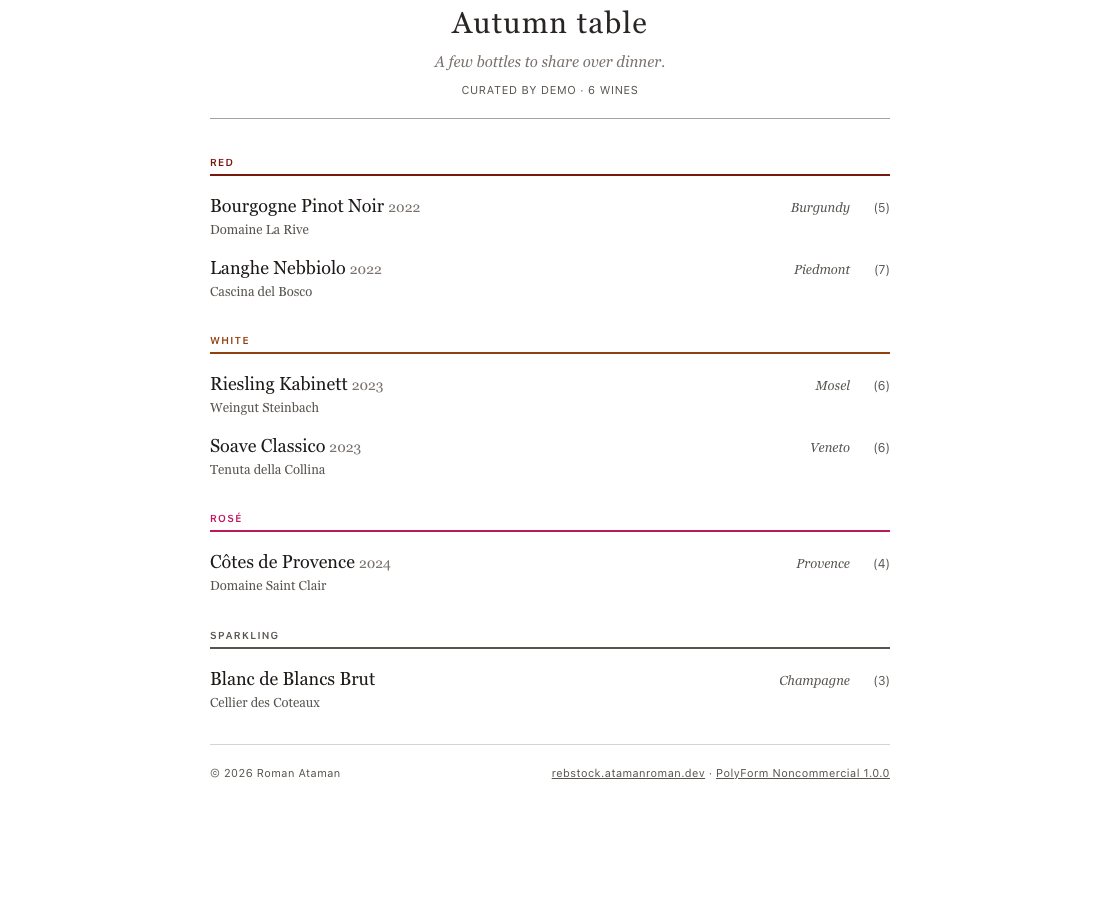 Autumn table
A few bottles to share over dinner.
CURATED BY DEMO · 6 WINES
RED
Bourgogne Pinot Noir 2022 Burgundy (5)
Domaine La Rive
Langhe Nebbiolo 2022 Piedmont (7)
Cascina del Bosco
WHITE
Riesling Kabinett 2023 Mosel (6)
Weingut Steinbach
Soave Classico 2023 Veneto (6)
Tenuta della Collina
ROSÉ
Côtes de Provence 2024 Provence (4)
Domaine Saint Clair
SPARKLING
Blanc de Blancs Brut Champagne (3)
Cellier des Coteaux
© 2026 Roman Ataman rebstock.atamanroman.dev · PolyForm Noncommercial 1.0.0